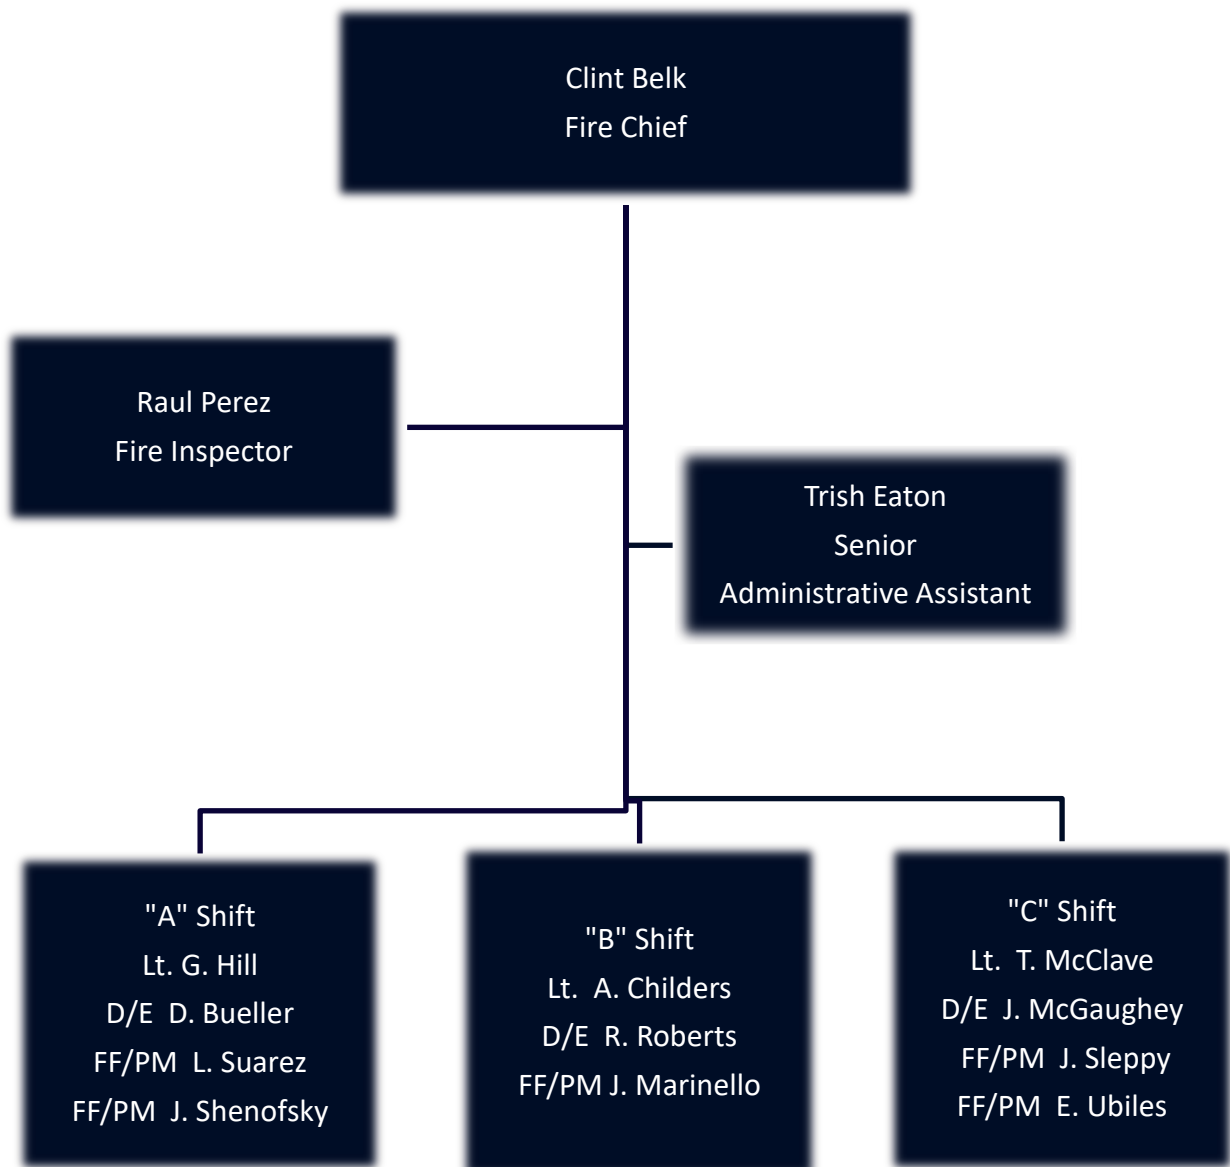 Clint Belk
Fire Chief
Raul Perez
Fire Inspector
Trish Eaton
Senior
Administrative Assistant
"A" Shift
Lt. G. Hill
D/E  D. Bueller
FF/PM  L. Suarez
FF/PM  J. Shenofsky
"B" Shift
Lt.  A. Childers
D/E  R. Roberts
FF/PM J. Marinello
"C" Shift
Lt.  T. McClave
D/E  J. McGaughey
FF/PM  J. Sleppy
FF/PM  E. Ubiles